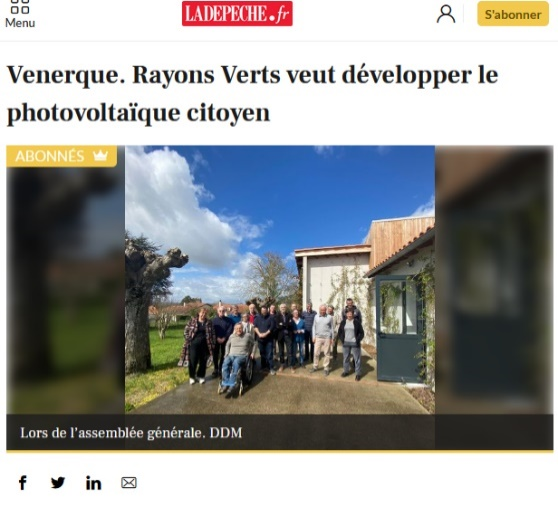 Menu
LADEPECHE.fr
S'abonner
Venerque. Rayons Verts veut développer le
photovoltaïque citoyen
ABONNÉS
Lors de l'assemblée générale. DDM